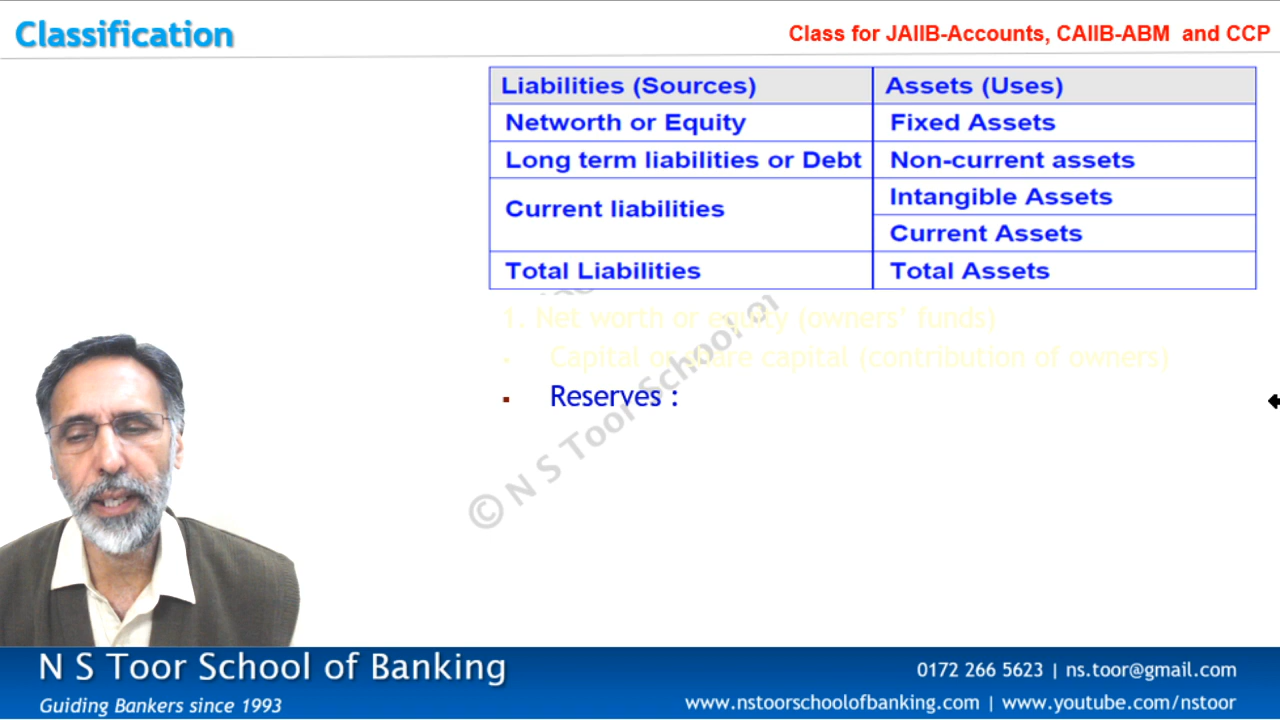 Classification
Class for JAIIB-Accounts, CAIIB-ABM and CCP
Liabilities (Sources) Assets (Uses)
Networth or Equity Fixed Assets
Long term liabilities or Debt Non-current assets
Current liabilities Intangible Assets
Current Assets
Total Liabilities Total Assets
1. Net worth or equity (owners' funds)
▪ Capital or share capital (contribution of owners)
▪ Reserves :
© N S Toor School of
N S Toor School of Banking
Guiding Bankers since 1993
0172 266 5623 | ns.toor@gmail.com
www.nstoorschoolofbanking.com | www.youtube.com/nstoor